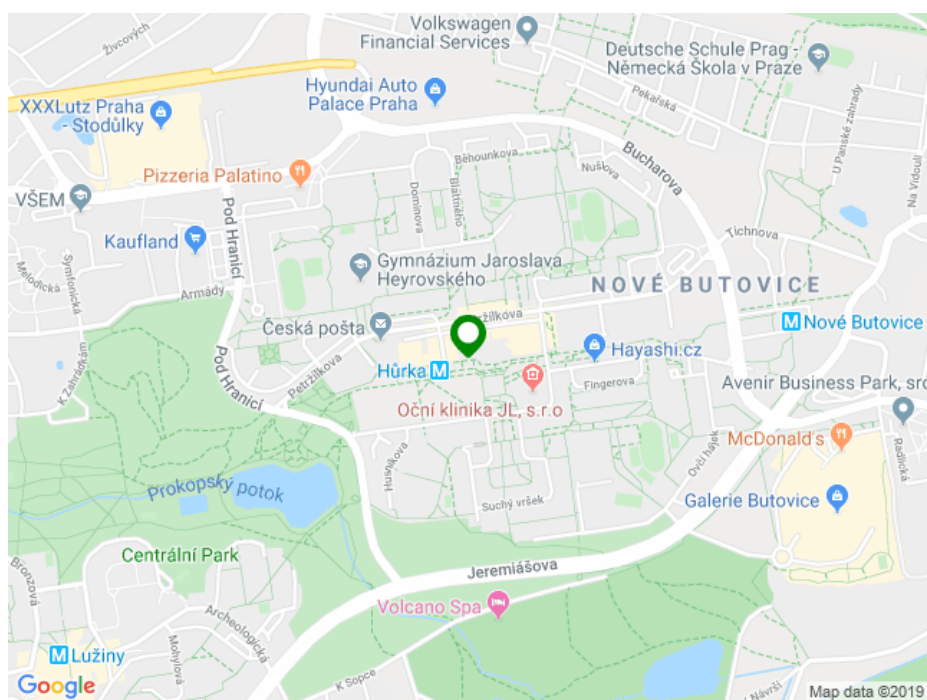 Živcových
Volkswagen
Financial Services
Deutsche Schule Prag -
Německá Škola v Praze
Hyundai Auto
Palace Praha
Pekařská
XXXLutz Praha
- Stodůlky
U Panské zahrady
Bucharova
Běhounkova
Nušlova
Pizzeria Palatino
Dominova
Blattného
VŠEM
Na Vidouli
Pod Hranicí
Kaufland
Tichnova
Melodická
Symfonická
Gymnázium Jaroslava
Heyrovského
NOVÉ BUTOVICE
Armády
Česká pošta
M Nové Butovice
K Zahrádkám
Pod Hranicí
Petržílkova
Hayashi.cz
Hůrka M
Fingerova
Avenir Business Park, sro
Oční klinika JL, s.r.o
McDonald's
Radlická
Ovčí hájek
Husníkova
Prokopský potok
Suchý vršek
Galerie Butovice
Centrální Park
Jeremiášova
Bronzová
Volcano Spa
Archeologická
M Lužiny
Mohylová
K Sopce
Návrší
Google
Map data ©2019